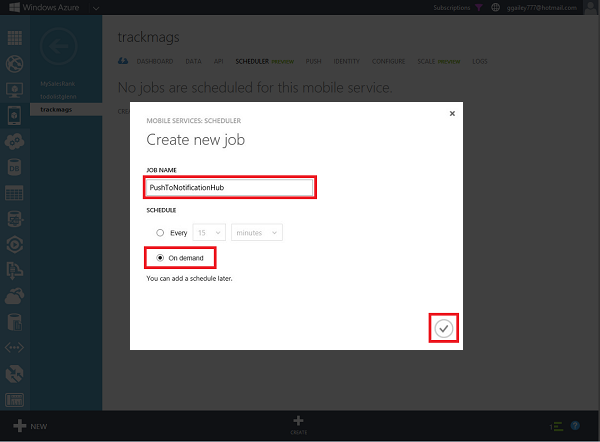 Windows Azure
Subscriptions
ggailey777@hotmail.com
trackmags
DASHBOARD DATA API SCHEDULER PREVIEW PUSH IDENTITY CONFIGURE SCALE PREVIEW LOGS
No jobs are scheduled for this mobile service.
trackmags
MOBILE SERVICES: SCHEDULER
Create new job
JOB NAME
PushToNotificationHub
SCHEDULE
Every 15 minutes
On demand
You can add a schedule later.
NEW
CREATE
1
?